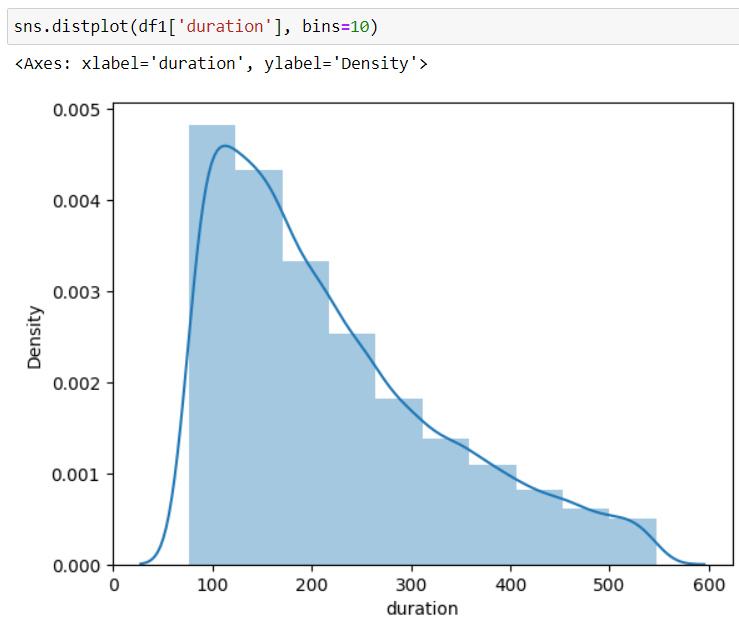 sns.distplot(df1['duration'], bins=10)
<Axes: xlabel='duration', ylabel='Density'>
0.005
0.004
0.003
0.002
0.001
0.000
Density
0 100 200 300 400 500 600
duration